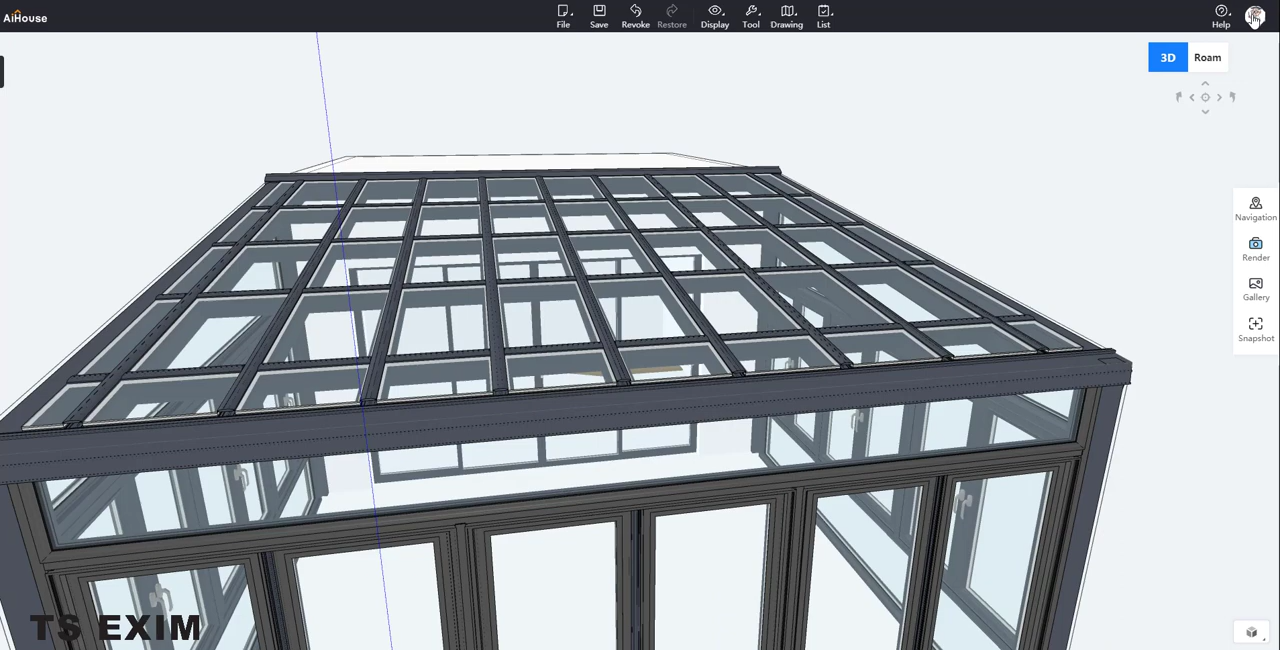 AiHouse
File
Save
Revoke
Restore
Display
Tool
Drawing
List
Help
3D
Roam
Navigation
Render
Gallery
Snapshot
TS EXIM